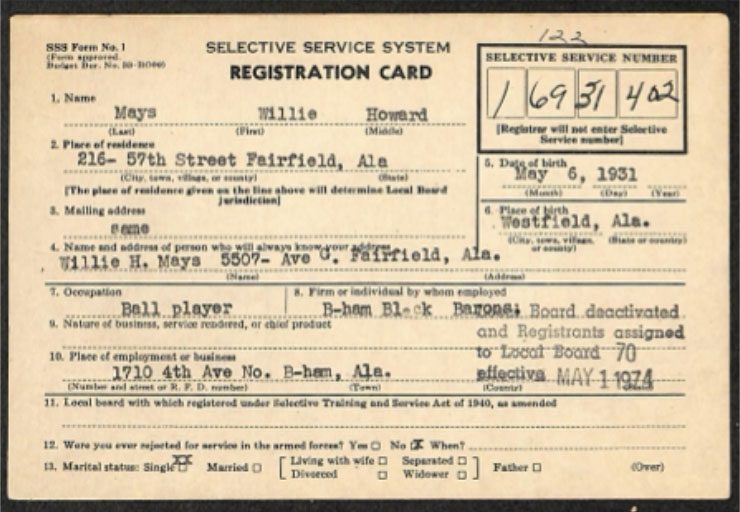 122
SSS Form No. 1
(Form approved.
SELECTIVE SERVICE SYSTEM
REGISTRATION CARD
SELECTIVE SERVICE NUMBER
1 69 31 402
[Registrar will not enter Selective
Service number]
1. Name
Mays Willie Howard
(Last) (First) (Middle)
2. Place of residence
216- 57th Street Fairfield, Ala
(City, town, village, or county) (State)
[The place of residence given on the line above will determine Local Board
jurisdiction]
3. Mailing address
same
4. Name and address of person who will always know your address
Willie H. Mays 5507- Ave G. Fairfield, Ala.
(Name) (Address)
5. Date of birth
May 6, 1931
(Month) (Day) (Year)
6. Place of birth
Westfield, Ala.
(City, town, village, (State or country)
or county)
7. Occupation
Ball player
8. Firm or individual by whom employed
B-ham Black Barons
Board deactivated
and Registrants assigned
to Local Board 70
effective MAY 1 1974
9. Nature of business, service rendered, or chief product
10. Place of employment or business
1710 4th Ave No. B-ham, Ala.
(Number and street or R. F. D. number) (Town) (County)
11. Local board with which registered under Selective Training and Service Act of 1940, as amended
12. Were you ever rejected for service in the armed forces? Yes ☐ No ☒ When?
13. Marital status: Single ☒ Married ☐ [ Living with wife ☐ Separated ☐ ] Father ☐ (Over)
Divorced ☐ Widower ☐